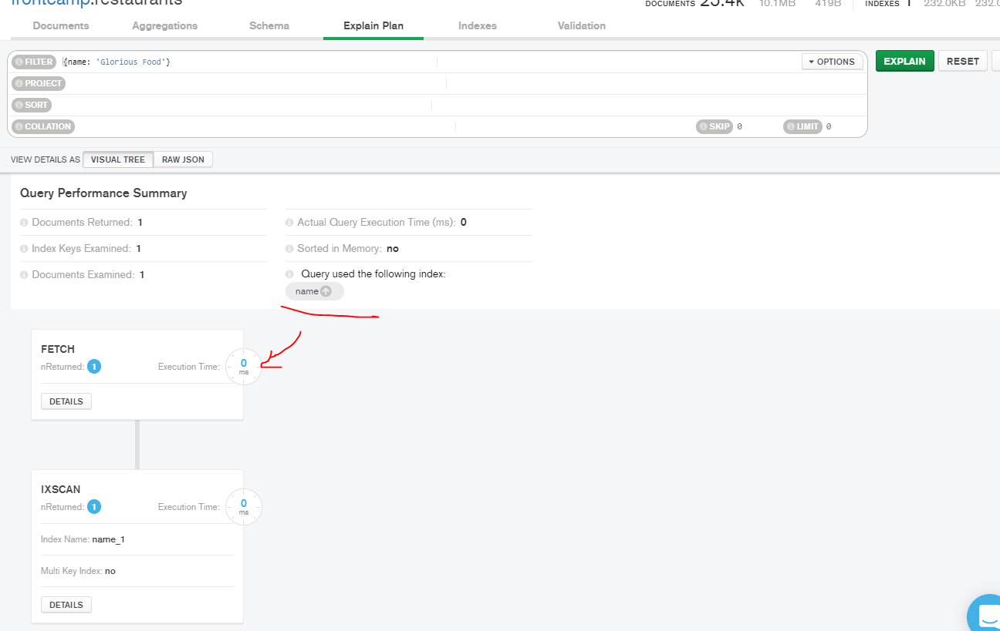 frontcamp.restaurants DOCUMENTS 25.4k 10.1MB 419B INDEXES 1 232.0KB
Documents Aggregations Schema Explain Plan Indexes Validation
FILTER {name: 'Glorious Food'} OPTIONS EXPLAIN RESET
PROJECT
SORT
COLLATION SKIP 0 LIMIT 0
VIEW DETAILS AS VISUAL TREE RAW JSON
Query Performance Summary
Documents Returned: 1 Actual Query Execution Time (ms): 0
Index Keys Examined: 1 Sorted in Memory: no
Documents Examined: 1 Query used the following index:
name
FETCH
nReturned: 1 Execution Time: 0 ms
DETAILS
IXSCAN
nReturned: 1 Execution Time: 0 ms
Index Name: name_1
Multi Key Index: no
DETAILS